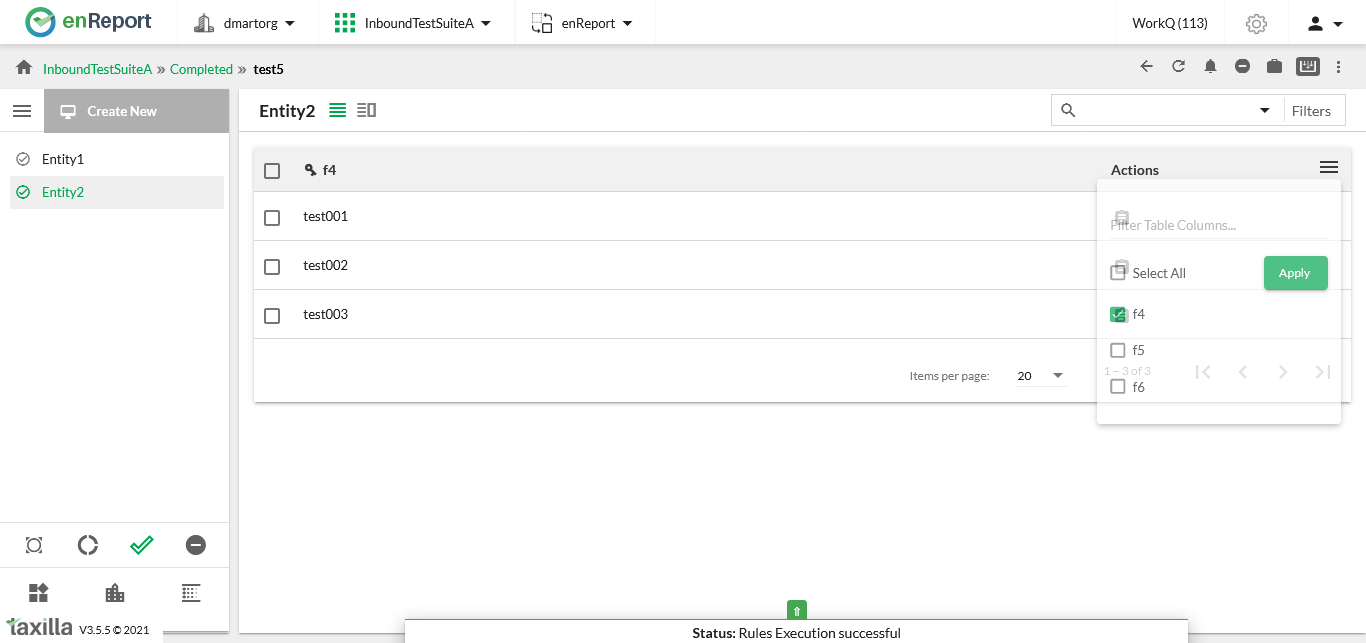 enReport
dmartorg
InboundTestSuiteA
enReport
WorkQ (113)
InboundTestSuiteA » Completed » test5
Create New
Entity2
Filters
Entity1
Entity2
f4
Actions
test001
test002
test003
Filter Table Columns...
Select All
Apply
f4
f5
f6
Items per page:
20
1 – 3 of 3
taxilla
V3.5.5 © 2021
Status: Rules Execution successful